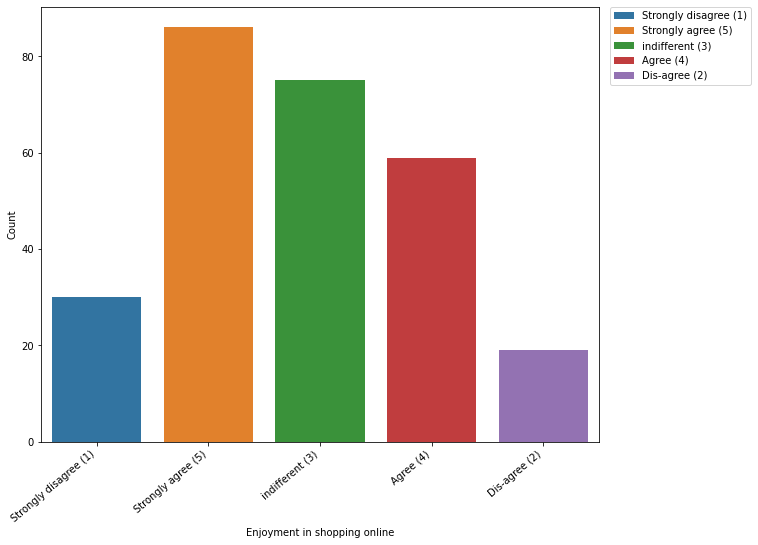 Strongly disagree (1)
Strongly agree (5)
indifferent (3)
Agree (4)
Dis-agree (2)
80
60
40
20
0
Count
Strongly disagree (1)
Strongly agree (5)
indifferent (3)
Agree (4)
Dis-agree (2)
Enjoyment in shopping online